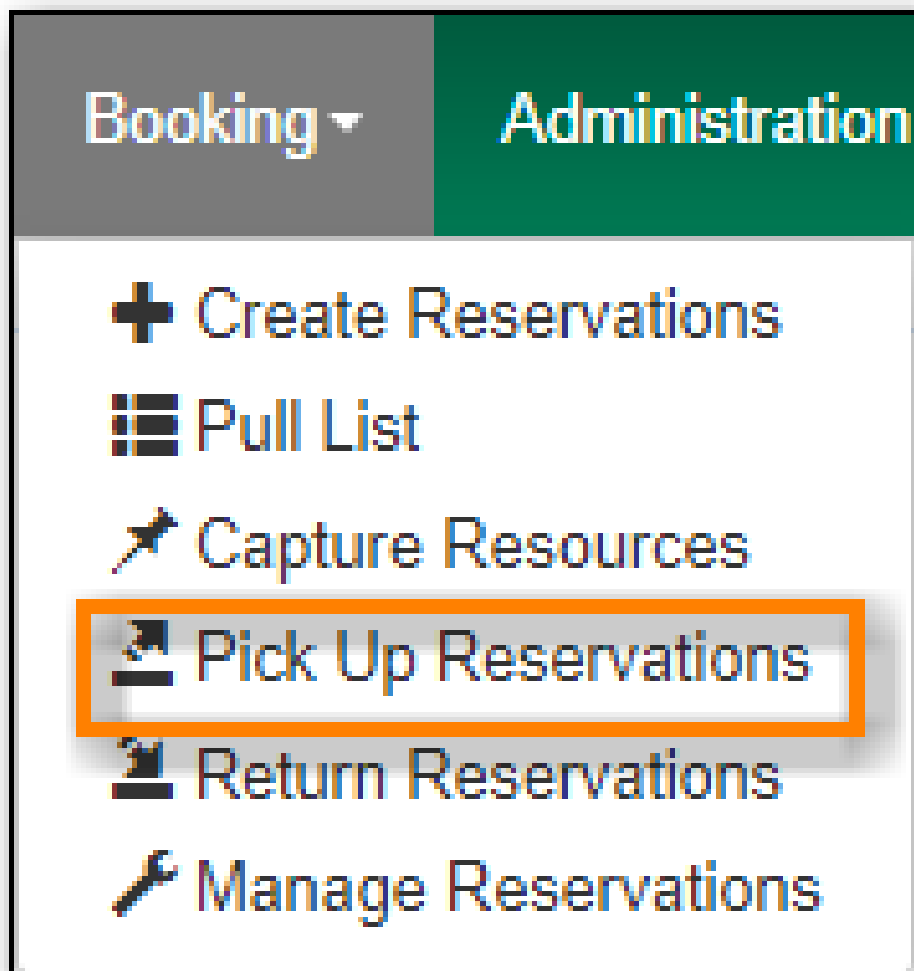 Booking Administration
Create Reservations
Pull List
Capture Resources
Pick Up Reservations
Return Reservations
Manage Reservations